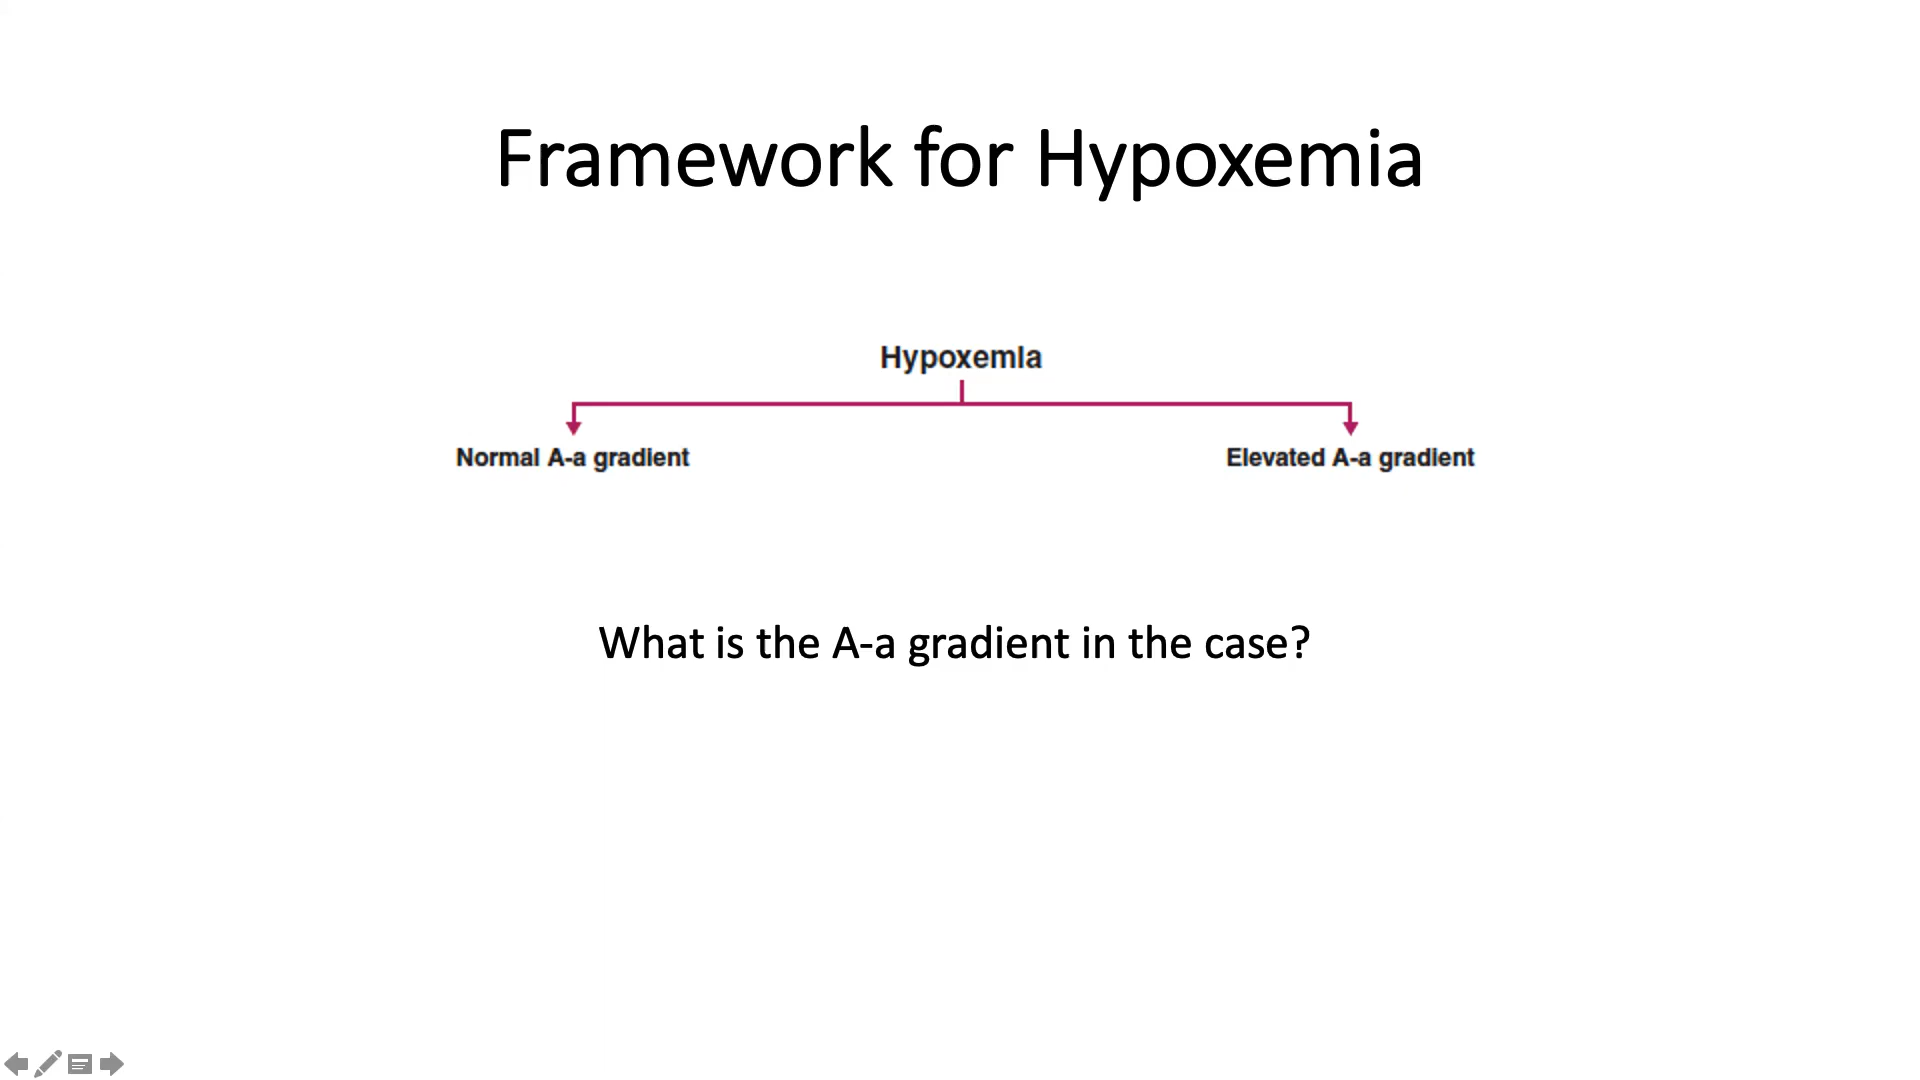 Framework for Hypoxemia
Hypoxemia
Normal A-a gradient
Elevated A-a gradient
What is the A-a gradient in the case?